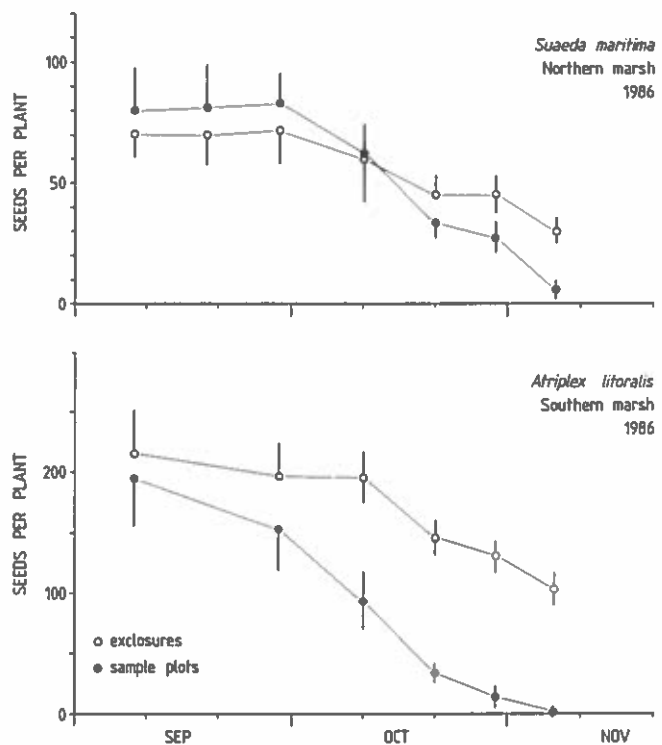 Suaeda maritima
Northern marsh
1986
SEEDS PER PLANT
100
50
0
Atriplex litoralis
Southern marsh
1986
SEEDS PER PLANT
200
100
0
exclosures
sample plots
SEP OCT NOV